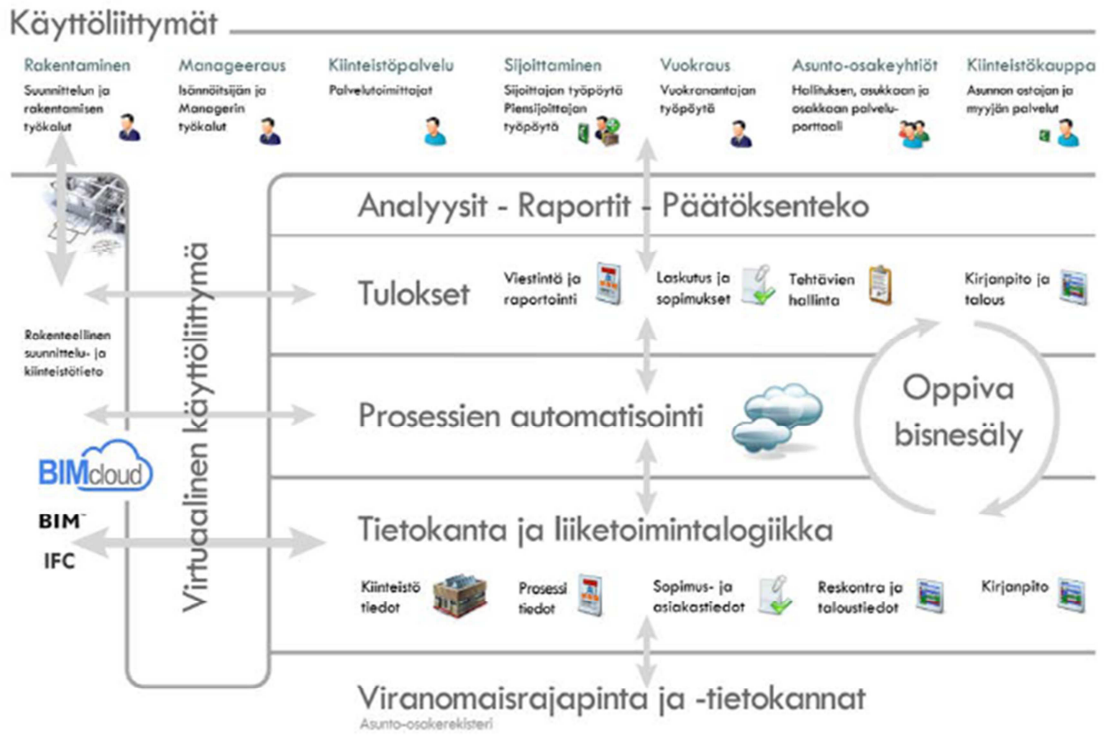 Käyttöliittymät
Rakentaminen
Suunnittelun ja
rakentamisen
työkalut
Manageeraus
Isännöitsijän ja
Managerin
työkalut
Kiinteistöpalvelu
Palvelutoimittajat
Sijoittaminen
Sijoittajan työpöytä
Piensijoittajan
työpöytä
Vuokraus
Vuokranantajan
työpöytä
Asunto-osakeyhtiöt
Hallituksen, asukkaan ja
osakkaan palvelu-
porttaali
Kiinteistökauppa
Asunnon ostajan ja
myyjän palvelut
Analyysit - Raportit - Päätöksenteko
Tulokset
Viestintä ja
raportointi
Laskutus ja
sopimukset
Tehtävien
hallinta
Kirjanpito ja
talous
Rakenteellinen
suunnittelu- ja
kiinteistötieto
Virtuaalinen käyttöliittymä
Prosessien automatisointi
Oppiva
bisnesäly
BIMcloud
BIM™
IFC
Tietokanta ja liiketoimintalogiikka
Kiinteistö
tiedot
Prosessi
tiedot
Sopimus- ja
asiakastiedot
Reskontra ja
taloustiedot
Kirjanpito
Viranomaisrajapinta ja -tietokannat
Asunto-osakerekisteri